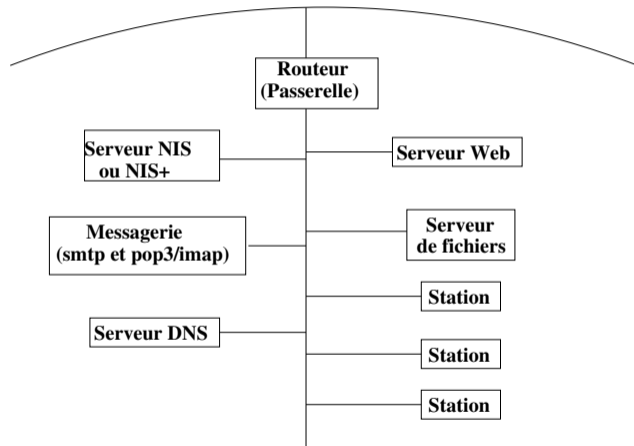 Routeur
(Passerelle)
Serveur NIS
ou NIS+
Serveur Web
Messagerie
(smtp et pop3/imap)
Serveur
de fichiers
Station
Serveur DNS
Station
Station